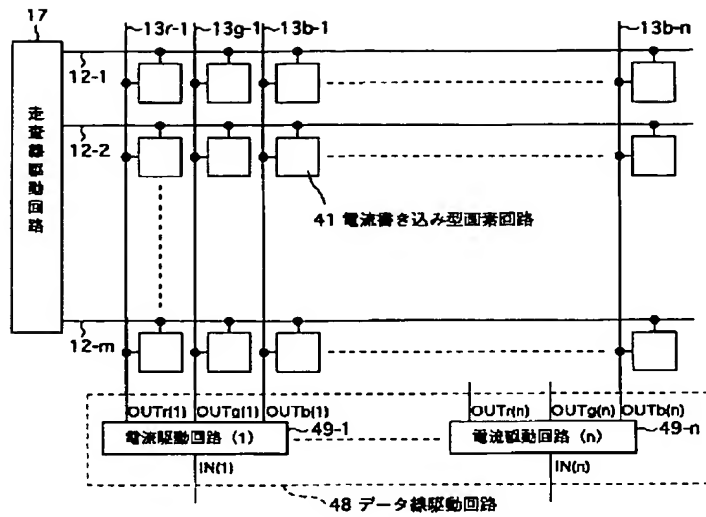 17
13r-1 13g-1 13b-1 13b-n
12-1
走査線駆動回路
12-2
41 電流書き込み型画素回路
12-m
OUTr(1) OUTg(1) OUTb(1) OUTr(n) OUTg(n) OUTb(n)
電流駆動回路 (1) 49-1 電流駆動回路 (n) 49-n
IN(1) IN(n)
48 データ線駆動回路